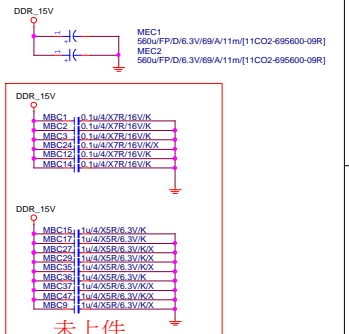 DDR_15V
1
MEC1
560u/FP/D/6.3V/69/A/11m/[11CO2-695600-09R]
1
MEC2
560u/FP/D/6.3V/69/A/11m/[11CO2-695600-09R]
DDR_15V
MBC1 0.1u/4/X7R/16V/K
MBC2 0.1u/4/X7R/16V/K
MBC3 0.1u/4/X7R/16V/K
MBC24 0.1u/4/X7R/16V/K/X
MBC12 0.1u/4/X7R/16V/K
MBC14 0.1u/4/X7R/16V/K
DDR_15V
MBC15 1u/4/X5R/6.3V/K
MBC17 1u/4/X5R/6.3V/K
MBC27 1u/4/X5R/6.3V/K/X
MBC29 1u/4/X5R/6.3V/K/X
MBC35 1u/4/X5R/6.3V/K/X
MBC36 1u/4/X5R/6.3V/K
MBC37 1u/4/X5R/6.3V/K/X
MBC47 1u/4/X5R/6.3V/K/X
MBC9 1u/4/X5R/6.3V/K/X
未上件